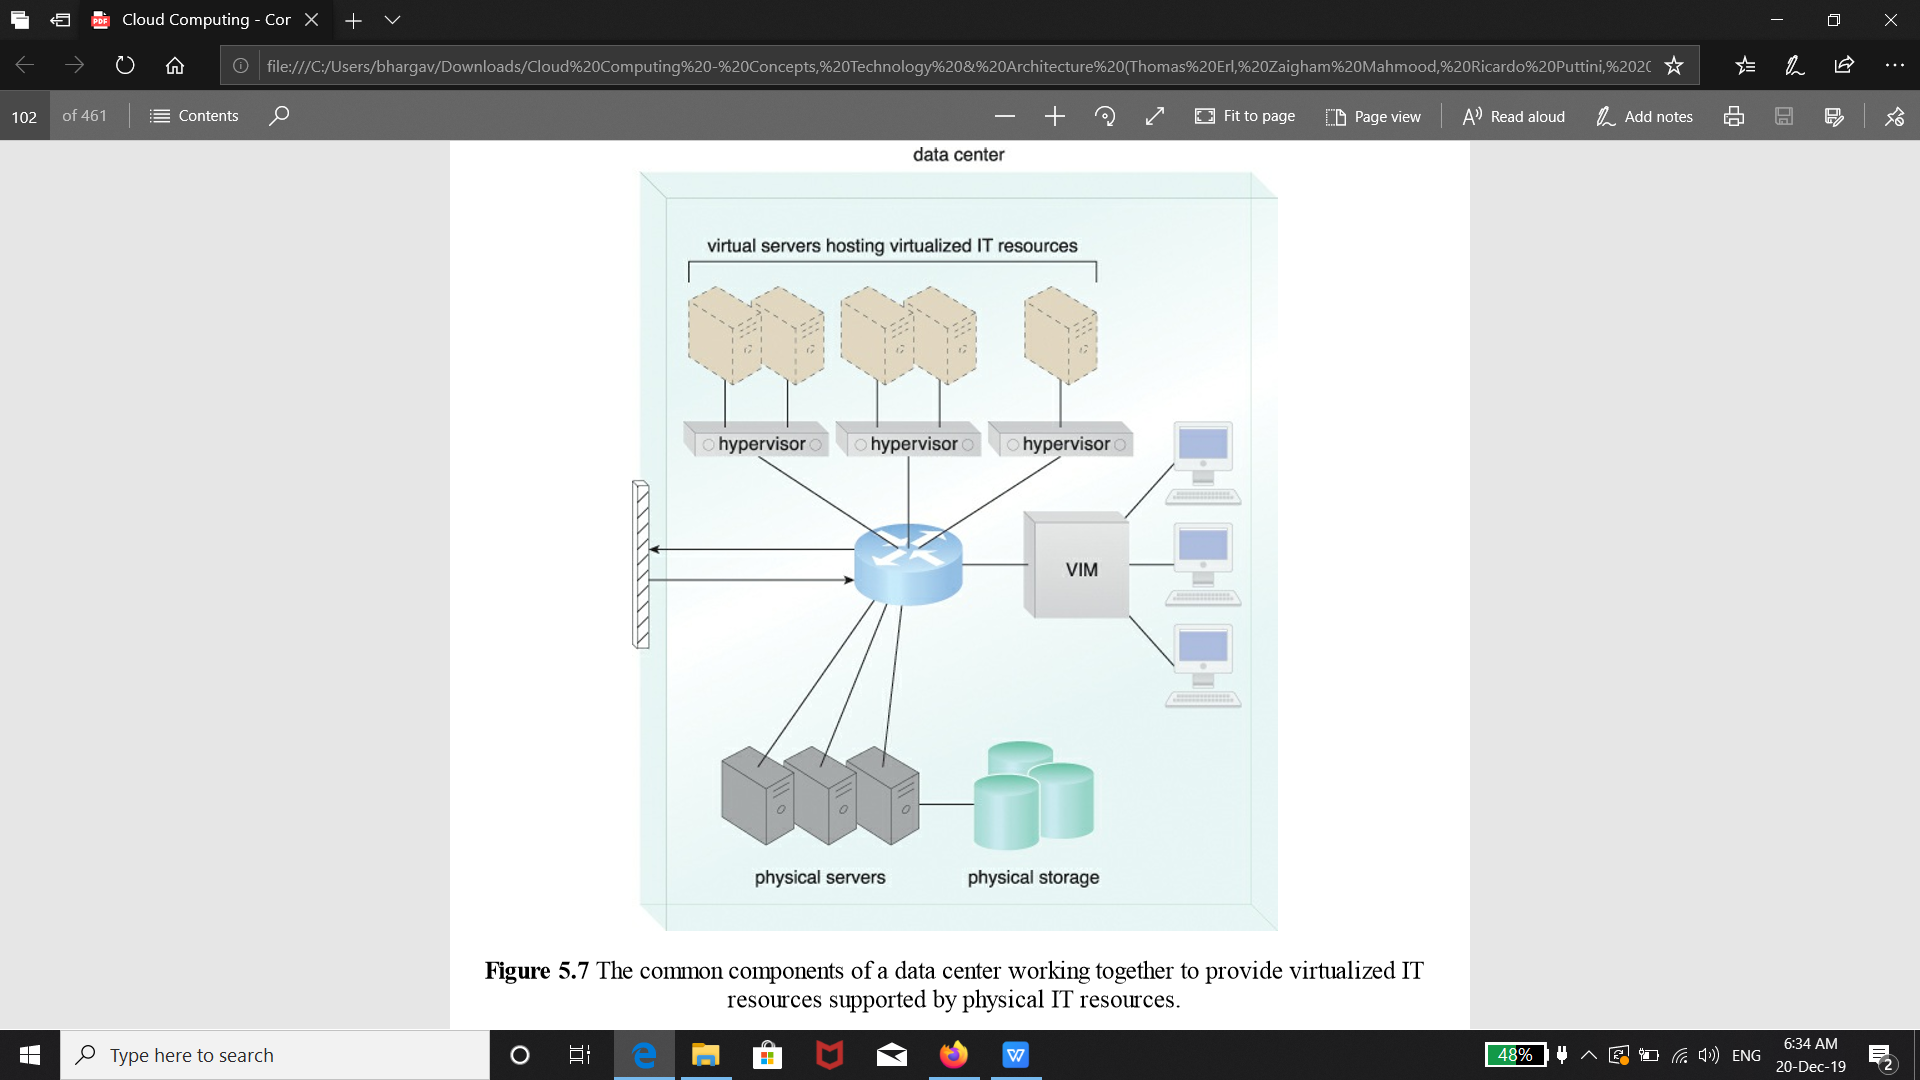 Cloud Computing - Cor
file:///C:/Users/bhargav/Downloads/Cloud%20Computing%20-%20Concepts,%20Technology%20&%20Architecture%20(Thomas%20Erl,%20Zaigham%20Mahmood,%20Ricardo%20Puttini,%202(
102 of 461 Contents Fit to page Page view Read aloud Add notes
data center
virtual servers hosting virtualized IT resources
hypervisor hypervisor hypervisor
VIM
physical servers physical storage
Figure 5.7 The common components of a data center working together to provide virtualized IT
resources supported by physical IT resources.
Type here to search
48%
ENG
6:34 AM
20-Dec-19
2